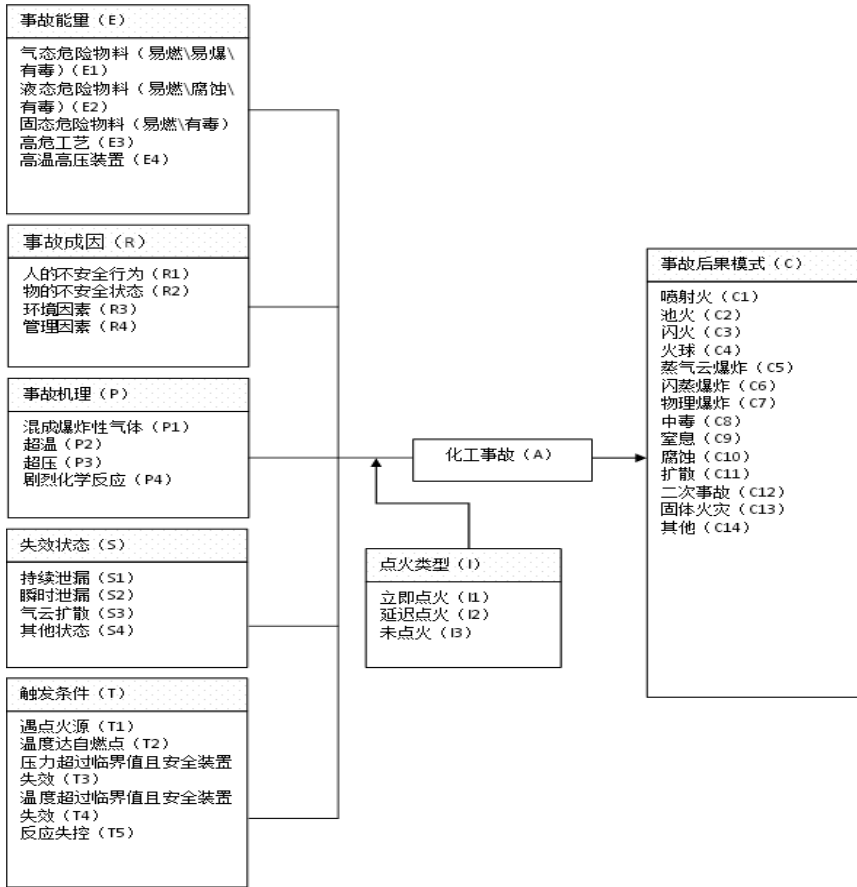 事故能量（E）
气态危险物料（易燃\易爆\
有毒）（E1）
液态危险物料（易燃\腐蚀\
有毒）（E2）
固态危险物料（易燃\有毒）
高危工艺（E3）
高温高压装置（E4）
事故成因（R）
人的不安全行为（R1）
物的不安全状态（R2）
环境因素（R3）
管理因素（R4）
事故机理（P）
混成爆炸性气体（P1）
超温（P2）
超压（P3）
剧烈化学反应（P4）
失效状态（S）
持续泄漏（S1）
瞬时泄漏（S2）
气云扩散（S3）
其他状态（S4）
触发条件（T）
遇点火源（T1）
温度达自燃点（T2）
压力超过临界值且安全装置
失效（T3）
温度超过临界值且安全装置
失效（T4）
反应失控（T5）
化工事故（A）
点火类型（I）
立即点火（I1）
延迟点火（I2）
未点火（I3）
事故后果模式（C）
喷射火（C1）
池火（C2）
闪火（C3）
火球（C4）
蒸气云爆炸（C5）
闪蒸爆炸（C6）
物理爆炸（C7）
中毒（C8）
窒息（C9）
腐蚀（C10）
扩散（C11）
二次事故（C12）
固体火灾（C13）
其他（C14）